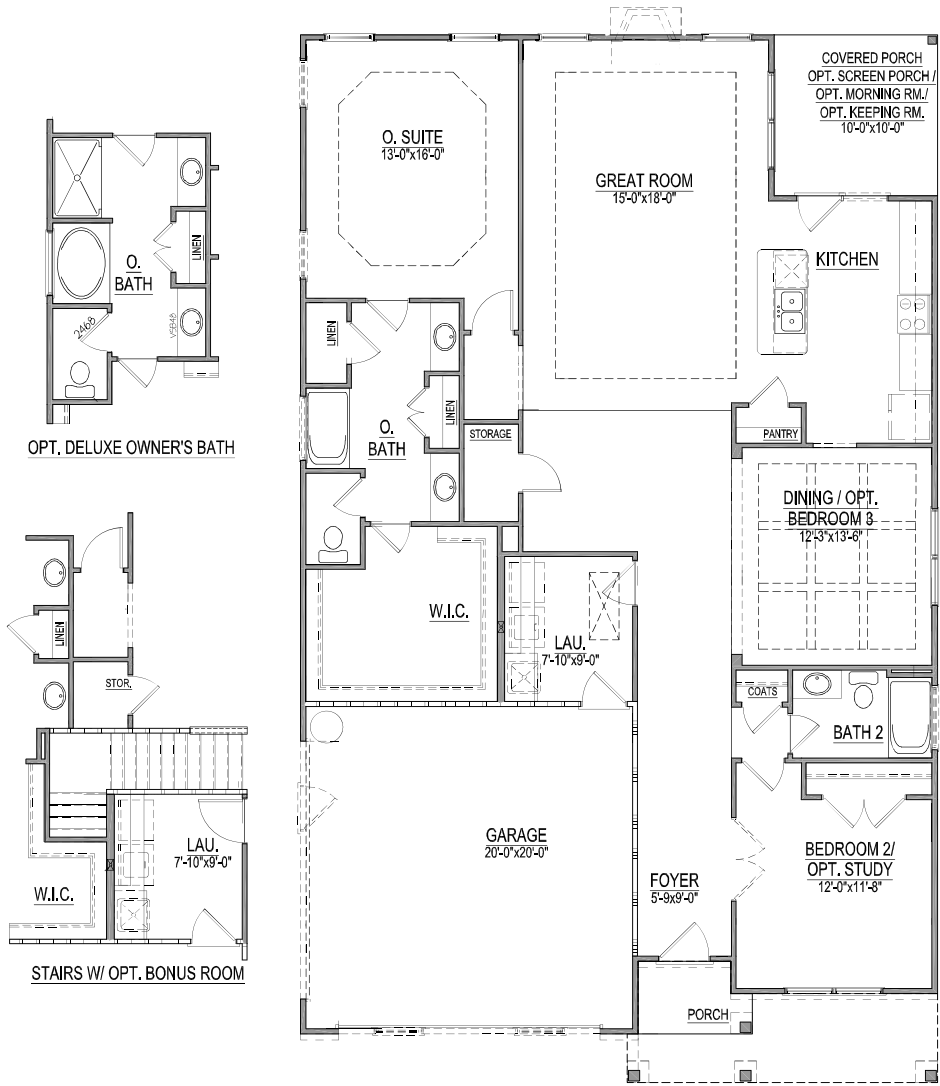 COVERED PORCH
OPT. SCREEN PORCH /
OPT. MORNING RM./
OPT. KEEPING RM.
10'-0"x10'-0"
O. SUITE
13'-0"x16'-0"
GREAT ROOM
15'-0"x18'-0"
KITCHEN
LINEN
O.
BATH
2468
VSB48
OPT. DELUXE OWNER'S BATH
LINEN
LINEN
O.
BATH
STORAGE
PANTRY
DINING / OPT.
BEDROOM 3
12'-3"x13'-6"
W.I.C.
LAU.
7'-10"x9'-0"
LINEN
STOR.
COATS
BATH 2
GARAGE
20'-0"x20'-0"
BEDROOM 2/
OPT. STUDY
12'-0"x11'-8"
FOYER
5'-9x9'-0"
LAU.
7'-10"x9'-0"
W.I.C.
STAIRS W/ OPT. BONUS ROOM
PORCH